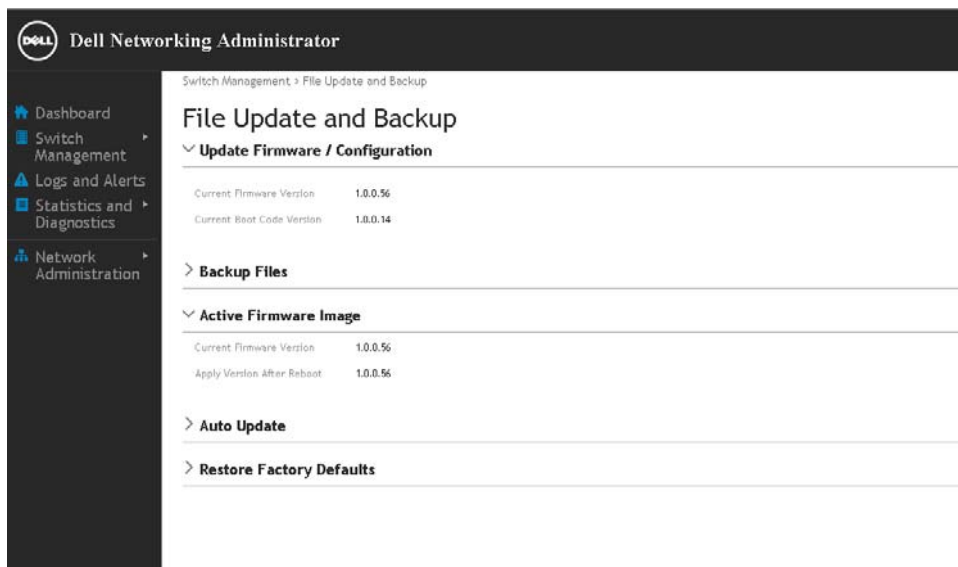 DELL Dell Networking Administrator
Switch Management > File Update and Backup
Dashboard
Switch
Management
Logs and Alerts
Statistics and
Diagnostics
Network
Administration
File Update and Backup
Update Firmware / Configuration
Current Firmware Version 1.0.0.56
Current Boot Code Version 1.0.0.14
Backup Files
Active Firmware Image
Current Firmware Version 1.0.0.56
Apply Version After Reboot 1.0.0.56
Auto Update
Restore Factory Defaults